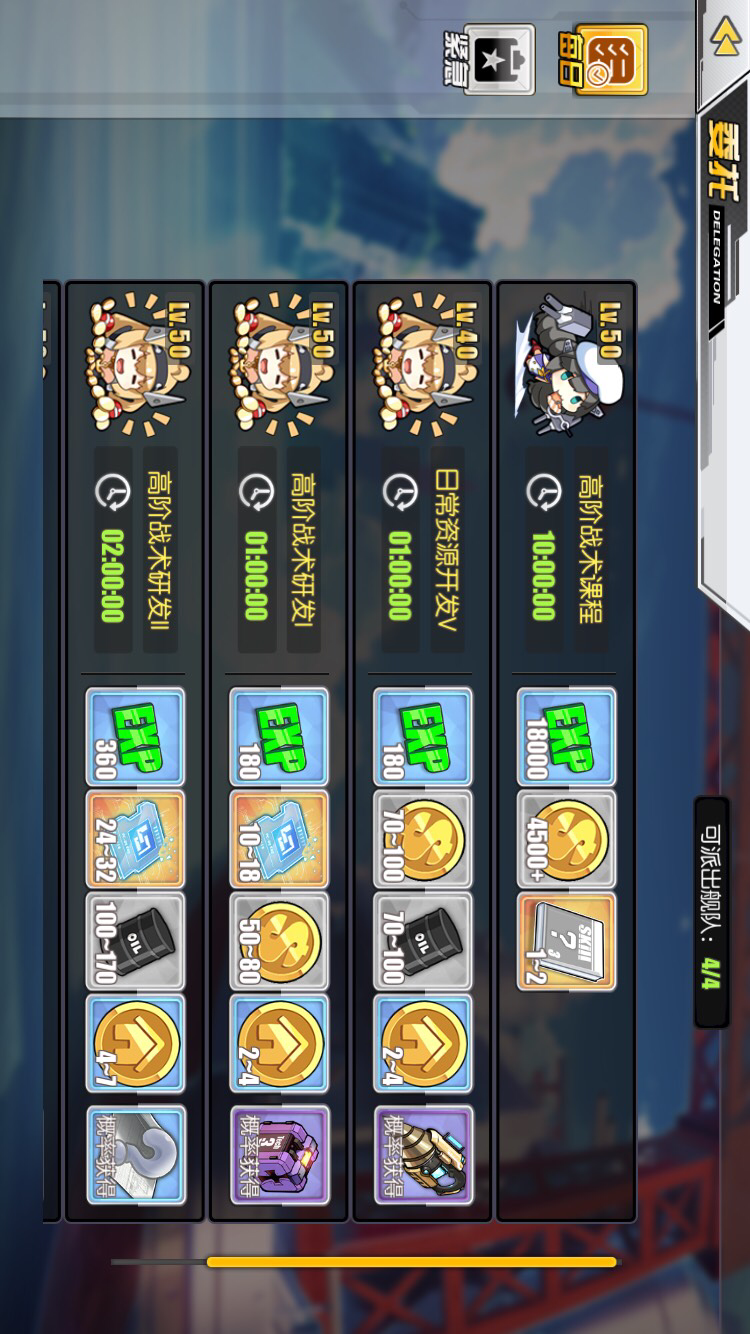 委托
DELEGATION
可派出舰队： 4/4
每日
紧急
Lv.50
高阶战术课程
10:00:00
EXP
18000
4500+
SKIII
?
1~2
Lv.40
日常资源开发V
01:00:00
EXP
180
70~100
OIL
70~100
2~4
概率获得
Lv.50
高阶战术研发I
01:00:00
EXP
180
10~18
50~80
2~4
概率获得
Lv.50
高阶战术研发II
02:00:00
EXP
360
24~32
OIL
100~170
4~7
概率获得